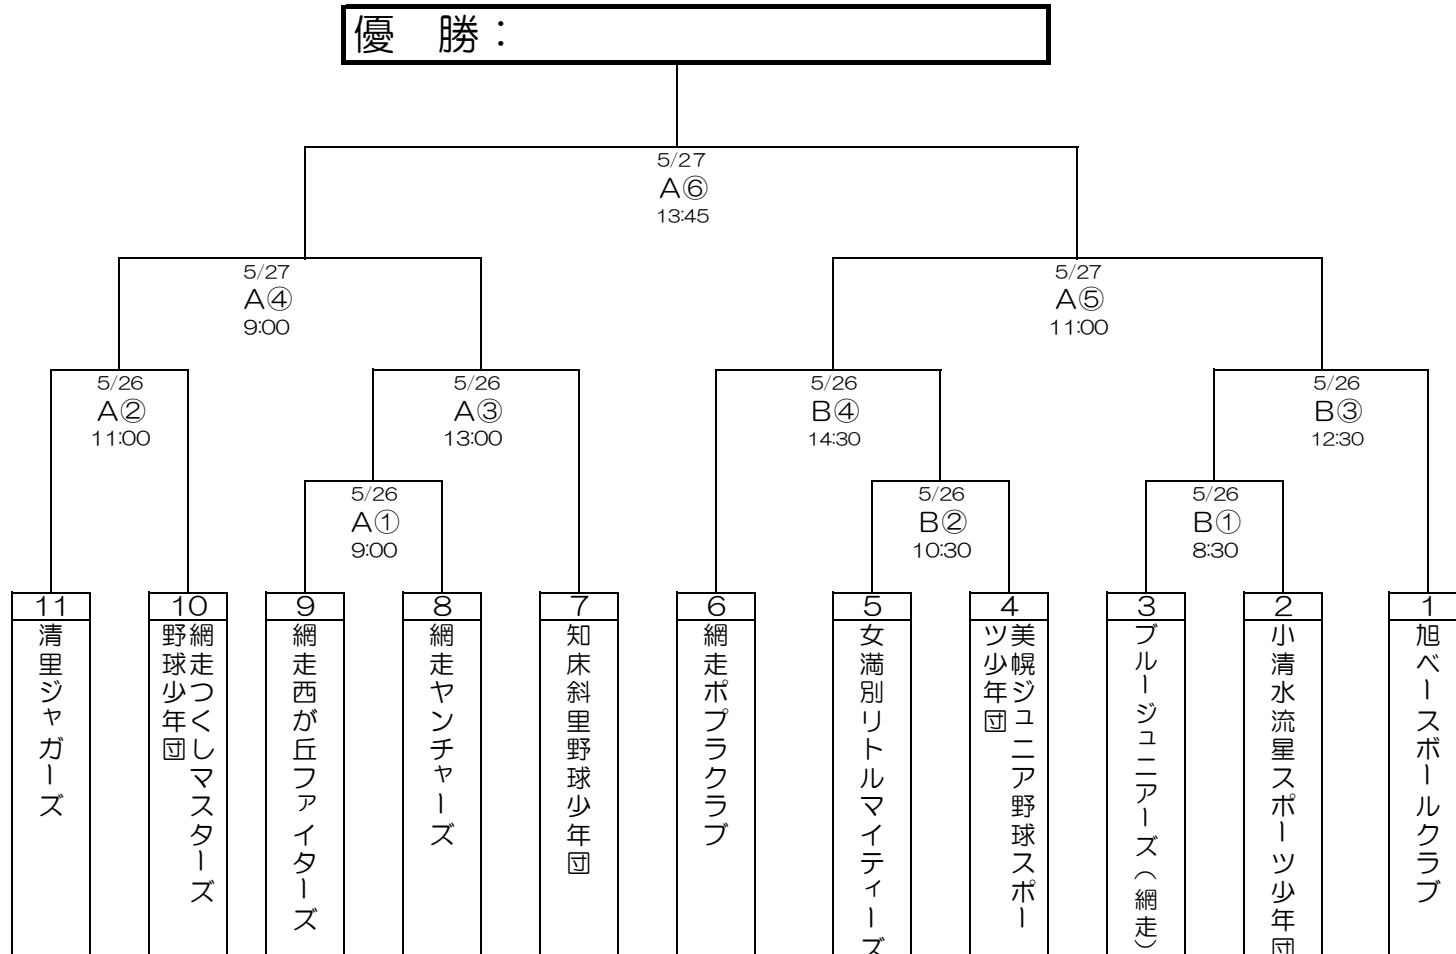 優　勝：
5/27
A⑥
13:45
5/27
A④
9:00
5/27
A⑤
11:00
5/26
A②
11:00
5/26
A③
13:00
5/26
B④
14:30
5/26
B③
12:30
5/26
A①
9:00
5/26
B②
10:30
5/26
B①
8:30
11
清里ジャガーズ
10
網走つくしマスターズ
野球少年団
9
網走西が丘ファイターズ
8
網走ヤンチャーズ
7
知床斜里野球少年団
6
網走ポプラクラブ
5
女満別リトルマイティーズ
4
美幌ジュニア野球スポー
ツ少年団
3
ブルージュニアーズ（網走）
2
小清水流星スポーツ少年団
1
旭ベースボールクラブ